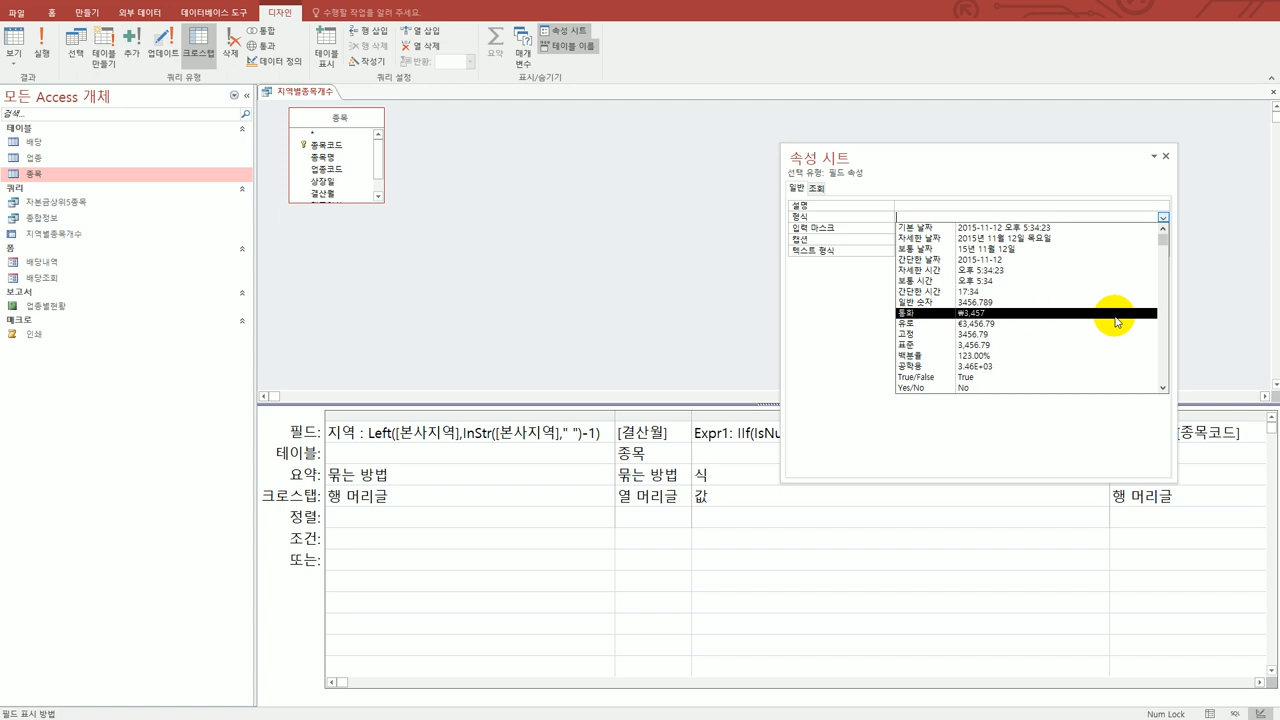 파일 홈 만들기 외부 데이터 데이터베이스 도구 디자인 수행할 작업을 알려 주세요.
보기 실행 선택 테이블 만들기 추가 업데이트 크로스탭 삭제 통합 통과 데이터 정의 테이블 표시 행 삽입 행 삭제 작성기 열 삽입 열 삭제 반환: 요약 매개 변수 속성 시트 테이블 이름
결과 쿼리 유형 쿼리 설정 표시/숨기기
모든 Access 개체
검색...
테이블
배당
업종
종목
쿼리
자본금상위5종목
종합정보
지역별종목개수
폼
배당내역
배당조회
보고서
업종별현황
매크로
인쇄
지역별종목개수
종목
*
종목코드
종목명
업종코드
상장일
결산월
속성 시트
선택 유형: 필드 속성
일반 조회
설명
형식
입력 마스크
캡션
텍스트 형식
기본 날짜 2015-11-12 오후 5:34:23
자세한 날짜 2015년 11월 12일 목요일
보통 날짜 15년 11월 12일
간단한 날짜 2015-11-12
자세한 시간 오후 5:34:23
보통 시간 오후 5:34
간단한 시간 17:34
일반 숫자 3456.789
통화 ₩3,457
유로 €3,456.79
고정 3456.79
표준 3,456.79
백분율 123.00%
공학용 3.46E+03
True/False True
Yes/No No
필드: 지역 : Left([본사지역],InStr([본사지역]," ")-1) [결산월] Expr1: IIf(IsNu [종목코드]
테이블: 종목
요약: 묶는 방법 묶는 방법 식
크로스탭: 행 머리글 열 머리글 값 행 머리글
정렬:
조건:
또는:
필드 표시 방법 Num Lock SQL